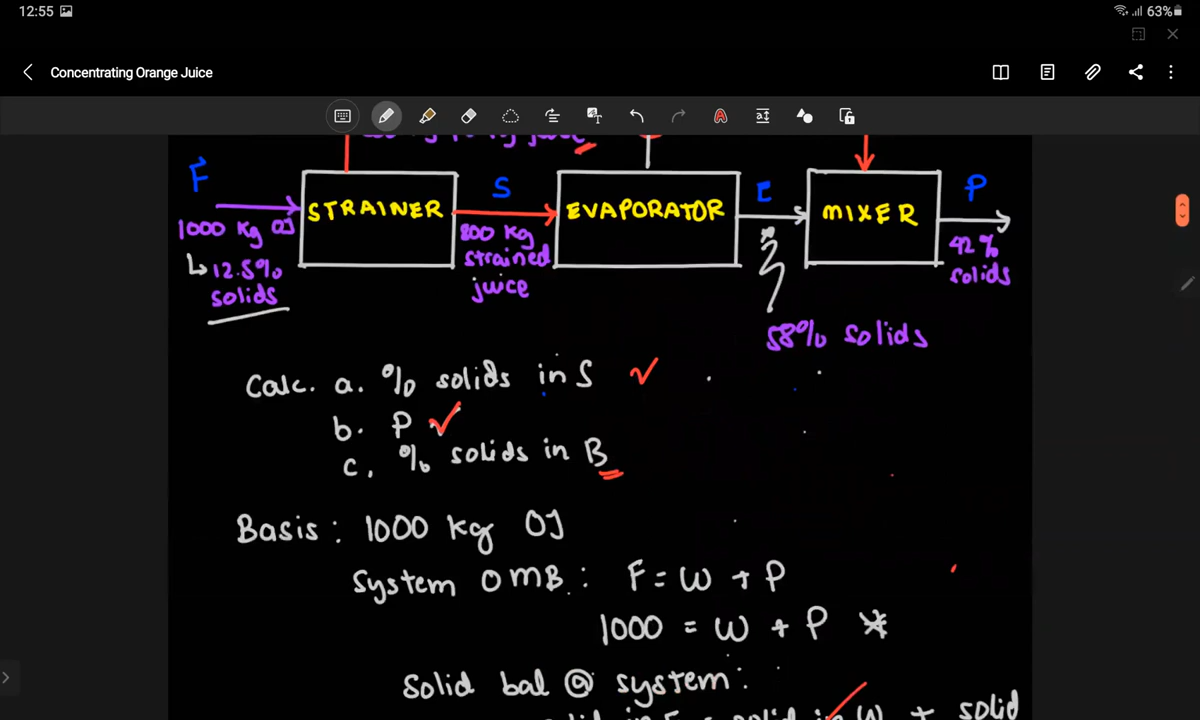 12:55
63%
Concentrating Orange Juice
F
S
E
P
STRAINER
EVAPORATOR
MIXER
1000 kg OJ
↳ 12.5%
solids
800 kg
strained
juice
42%
solids
58% solids
Calc. a. % solids in S ✓
b. P ✓
c. % solids in B
Basis: 1000 kg OJ
System OMB: F = W + P
1000 = W + P *
Solid bal @ system:
W + solid